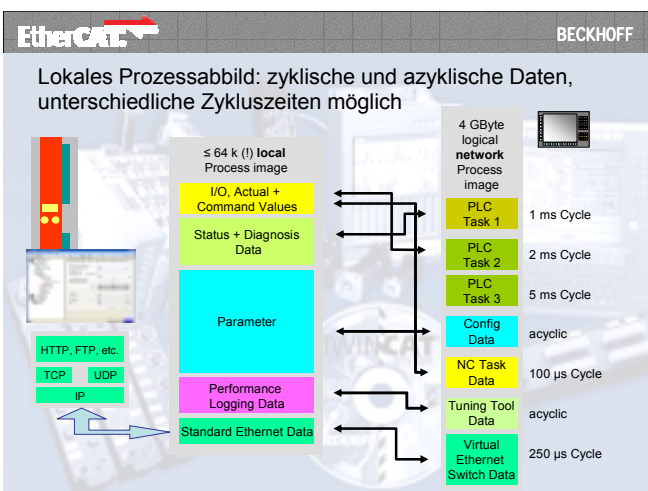 EtherCAT.
BECKHOFF
Lokales Prozessabbild: zyklische und azyklische Daten,
unterschiedliche Zykluszeiten möglich
≤ 64 k (!) local
Process image
I/O, Actual +
Command Values
Status + Diagnosis
Data
Parameter
Performance
Logging Data
Standard Ethernet Data
HTTP, FTP, etc.
TCP
UDP
IP
4 GByte
logical
network
Process
image
PLC
Task 1
1 ms Cycle
PLC
Task 2
2 ms Cycle
PLC
Task 3
5 ms Cycle
Config
Data
acyclic
NC Task
Data
100 µs Cycle
Tuning Tool
Data
acyclic
Virtual
Ethernet
Switch Data
250 µs Cycle
TWINCAT